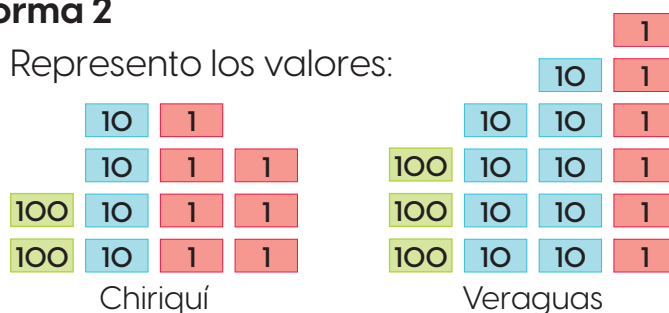 orma 2
Represento los valores:
1
10 1
10 1 10 10 1
10 1 1 100 10 10 1
100 10 1 1 100 10 10 1
100 10 1 1 100 10 10 1
Chiriquí Veraguas